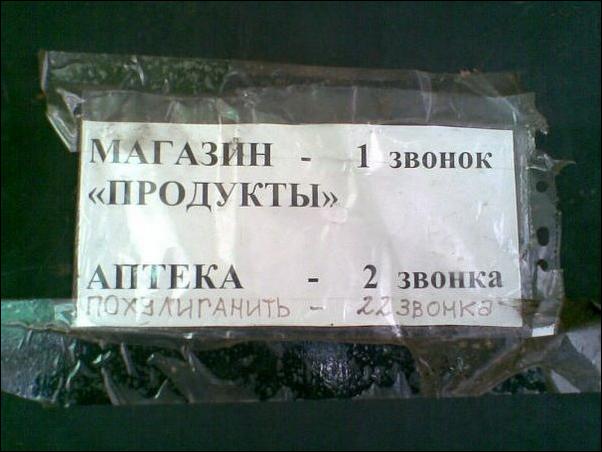 МАГАЗИН - 1 звонок
«ПРОДУКТЫ»
АПТЕКА - 2 звонка
ПОХУЛИГАНИТЬ - 22 ЗВОНКА